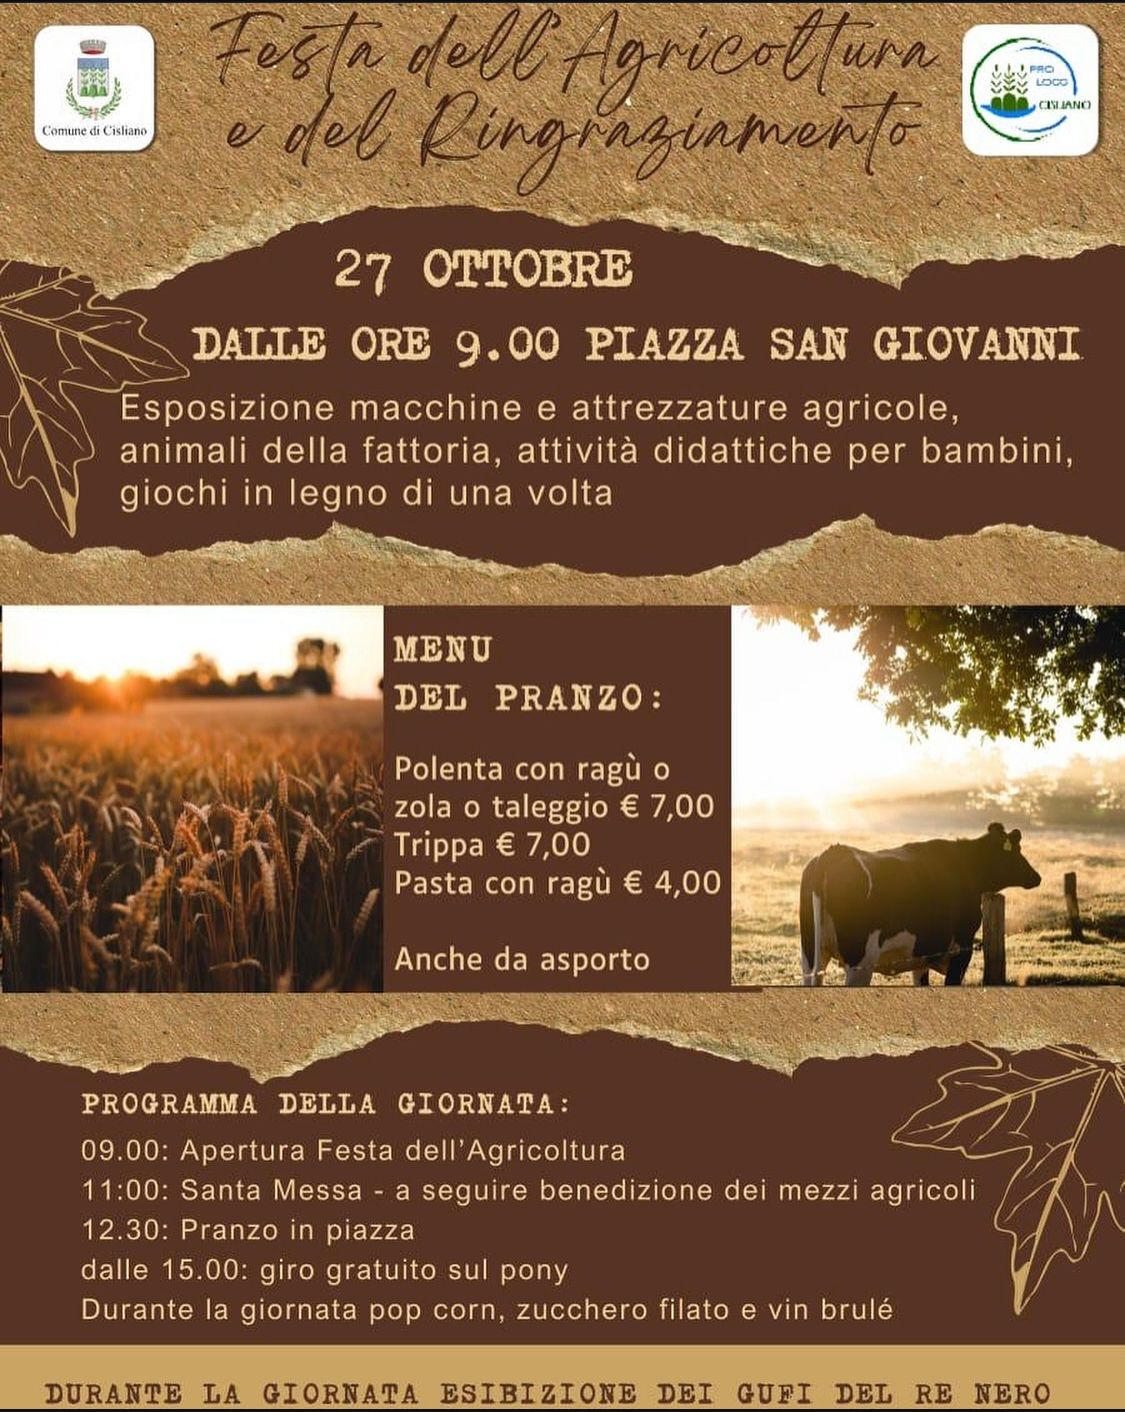 Festa dell'Agricoltura
e del Ringraziamento
Comune di Cisliano
PRO
LOCO
CISLIANO
27 OTTOBRE
DALLE ORE 9.00 PIAZZA SAN GIOVANNI
Esposizione macchine e attrezzature agricole,
animali della fattoria, attività didattiche per bambini,
giochi in legno di una volta
MENU
DEL PRANZO:
Polenta con ragù o
zola o taleggio € 7,00
Trippa € 7,00
Pasta con ragù € 4,00
Anche da asporto
PROGRAMMA DELLA GIORNATA:
09.00: Apertura Festa dell’Agricoltura
11:00: Santa Messa - a seguire benedizione dei mezzi agricoli
12.30: Pranzo in piazza
dalle 15.00: giro gratuito sul pony
Durante la giornata pop corn, zucchero filato e vin brulé
DURANTE LA GIORNATA ESIBIZIONE DEI GUFI DEL RE NERO